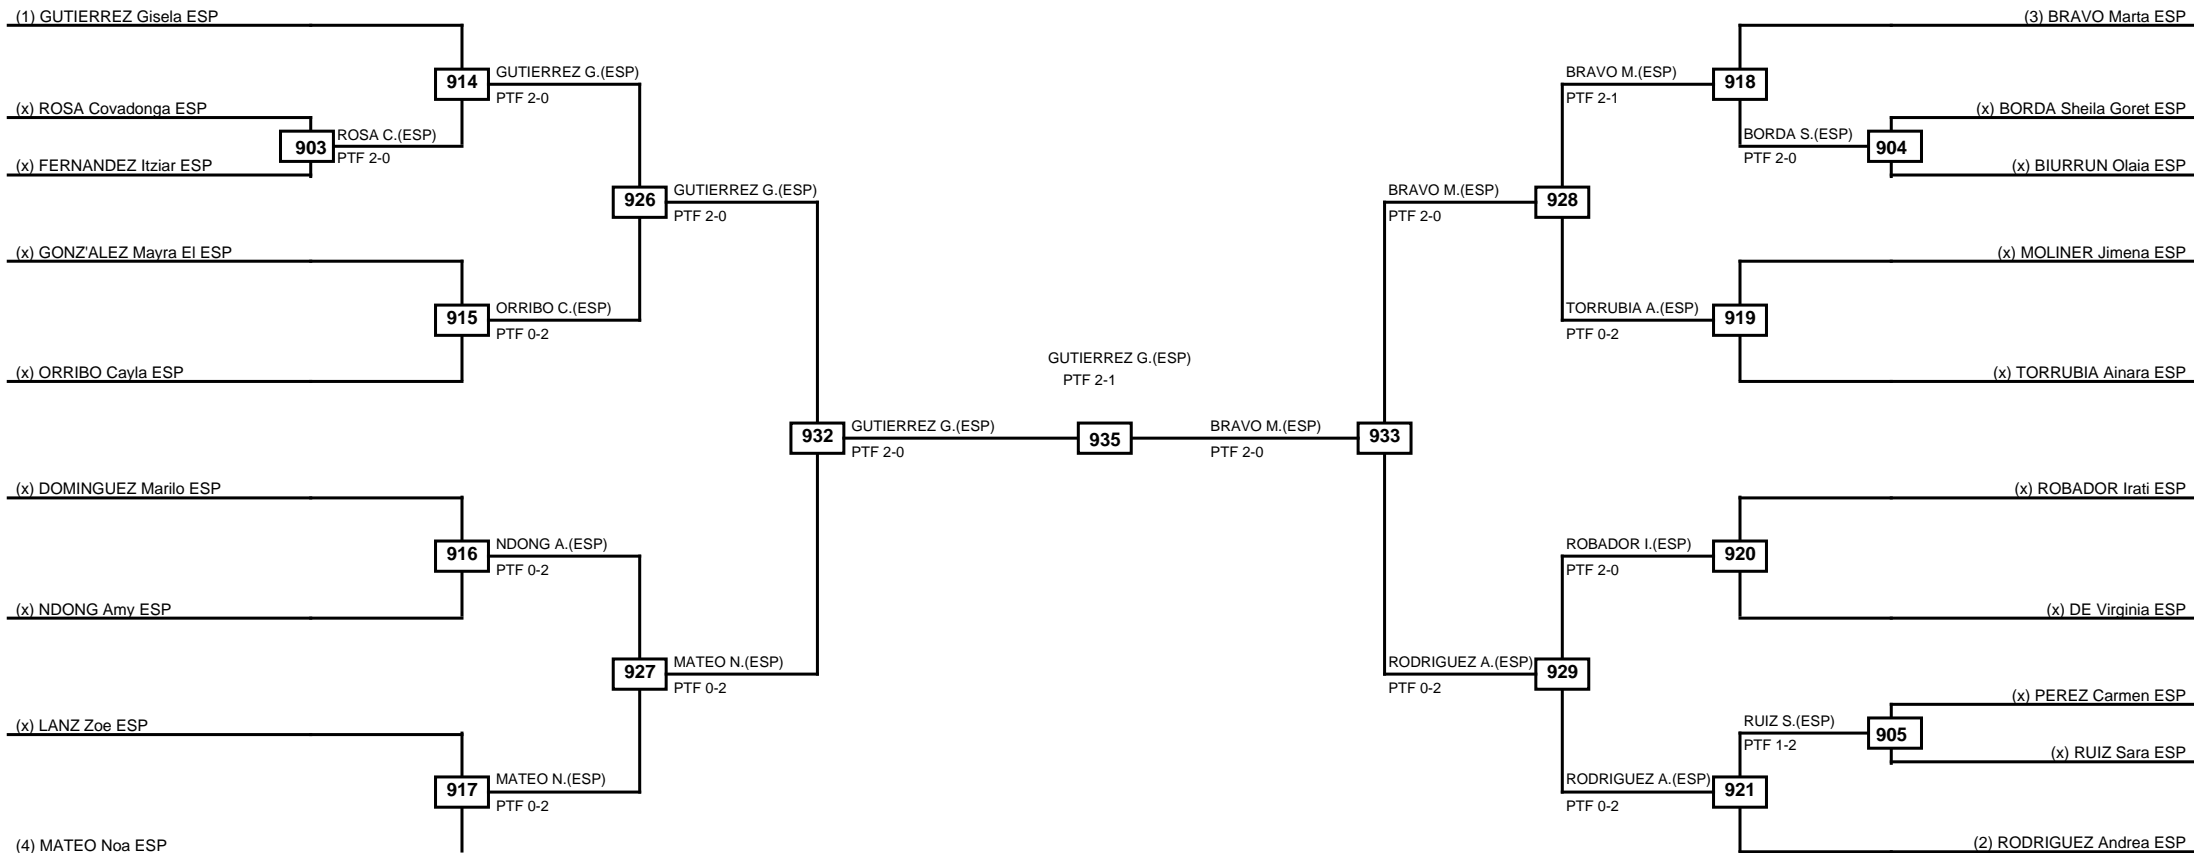 (1) GUTIERREZ Gisela ESP
(3) BRAVO Marta ESP
914
GUTIERREZ G.(ESP)
PTF 2-0
BRAVO M.(ESP)
PTF 2-1
918
(x) ROSA Covadonga ESP
(x) BORDA Sheila Goret ESP
903
ROSA C.(ESP)
PTF 2-0
BORDA S.(ESP)
PTF 2-0
904
(x) FERNANDEZ Itziar ESP
(x) BIURRUN Olaia ESP
926
GUTIERREZ G.(ESP)
PTF 2-0
BRAVO M.(ESP)
PTF 2-0
928
(x) GONZ'ALEZ Mayra El ESP
(x) MOLINER Jimena ESP
915
ORRIBO C.(ESP)
PTF 0-2
TORRUBIA A.(ESP)
PTF 0-2
919
(x) ORRIBO Cayla ESP
(x) TORRUBIA Ainara ESP
GUTIERREZ G.(ESP)
PTF 2-1
932
GUTIERREZ G.(ESP)
PTF 2-0
935
BRAVO M.(ESP)
PTF 2-0
933
(x) DOMINGUEZ Marilo ESP
(x) ROBADOR Irati ESP
916
NDONG A.(ESP)
PTF 0-2
ROBADOR I.(ESP)
PTF 2-0
920
(x) NDONG Amy ESP
(x) DE Virginia ESP
927
MATEO N.(ESP)
PTF 0-2
RODRIGUEZ A.(ESP)
PTF 0-2
929
(x) PEREZ Carmen ESP
(x) LANZ Zoe ESP
RUIZ S.(ESP)
PTF 1-2
905
(x) RUIZ Sara ESP
917
MATEO N.(ESP)
PTF 0-2
RODRIGUEZ A.(ESP)
PTF 0-2
921
(4) MATEO Noa ESP
(2) RODRIGUEZ Andrea ESP